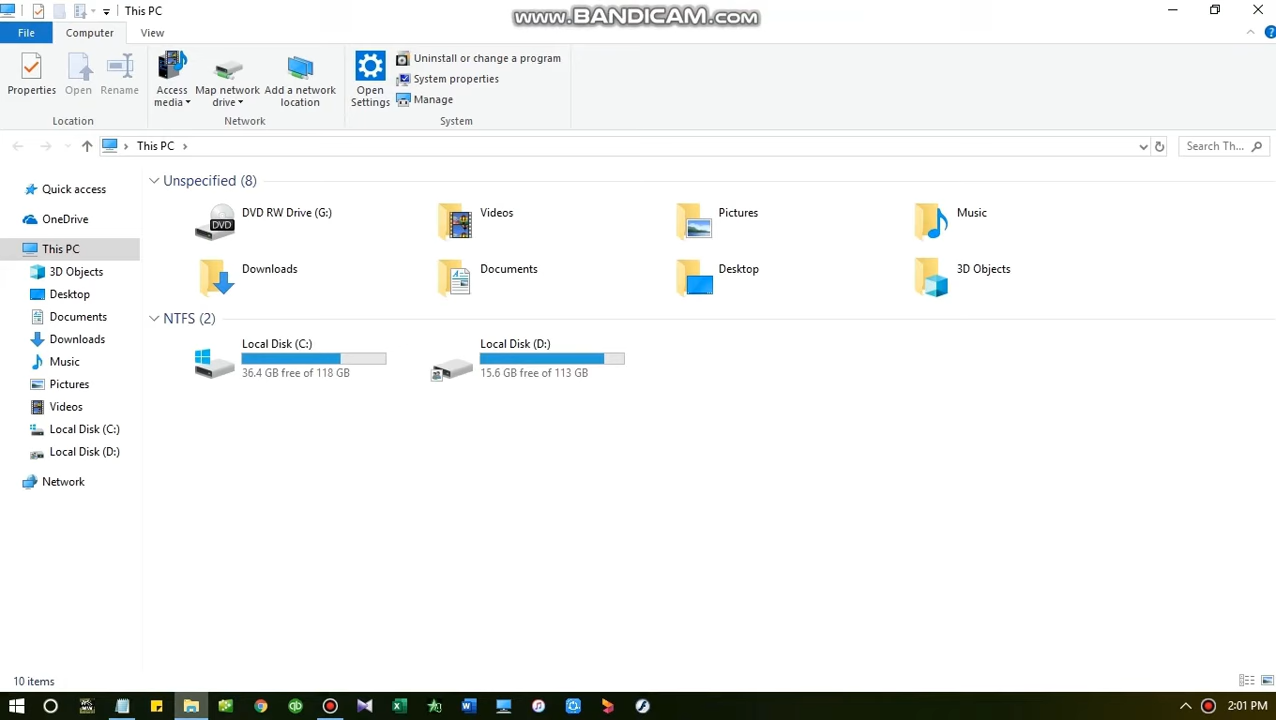 This PC
www.BANDICAM.com
File
Computer
View
Properties
Open
Rename
Access media
Map network drive
Add a network location
Open Settings
Uninstall or change a program
System properties
Manage
Location
Network
System
This PC
Search Th...
Quick access
OneDrive
This PC
3D Objects
Desktop
Documents
Downloads
Music
Pictures
Videos
Local Disk (C:)
Local Disk (D:)
Network
Unspecified (8)
DVD RW Drive (G:)
DVD
Videos
Pictures
Music
Downloads
Documents
Desktop
3D Objects
NTFS (2)
Local Disk (C:)
36.4 GB free of 118 GB
Local Disk (D:)
15.6 GB free of 113 GB
10 items
2:01 PM